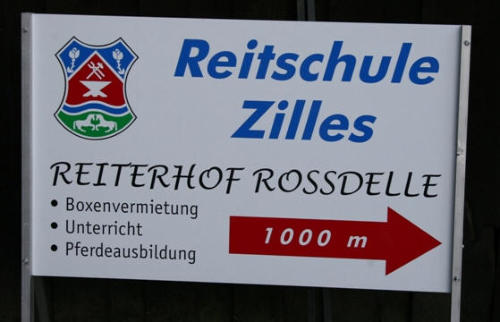 Reitschule
Zilles
REITERHOF ROSSDELLE
• Boxenvermietung
• Unterricht
• Pferdeausbildung
1000 m